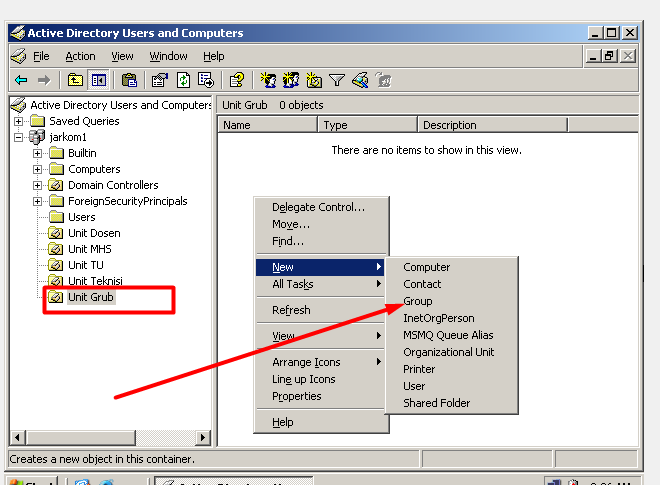 Active Directory Users and Computers
File Action View Window Help
Active Directory Users and Computers
Saved Queries
jarkom1
Builtin
Computers
Domain Controllers
ForeignSecurityPrincipals
Users
Unit Dosen
Unit MHS
Unit TU
Unit Teknisi
Unit Grub
Unit Grub 0 objects
Name Type Description
There are no items to show in this view.
Delegate Control...
Move...
Find...
New
All Tasks
Refresh
View
Arrange Icons
Line up Icons
Properties
Help
Computer
Contact
Group
InetOrgPerson
MSMQ Queue Alias
Organizational Unit
Printer
User
Shared Folder
Creates a new object in this container.